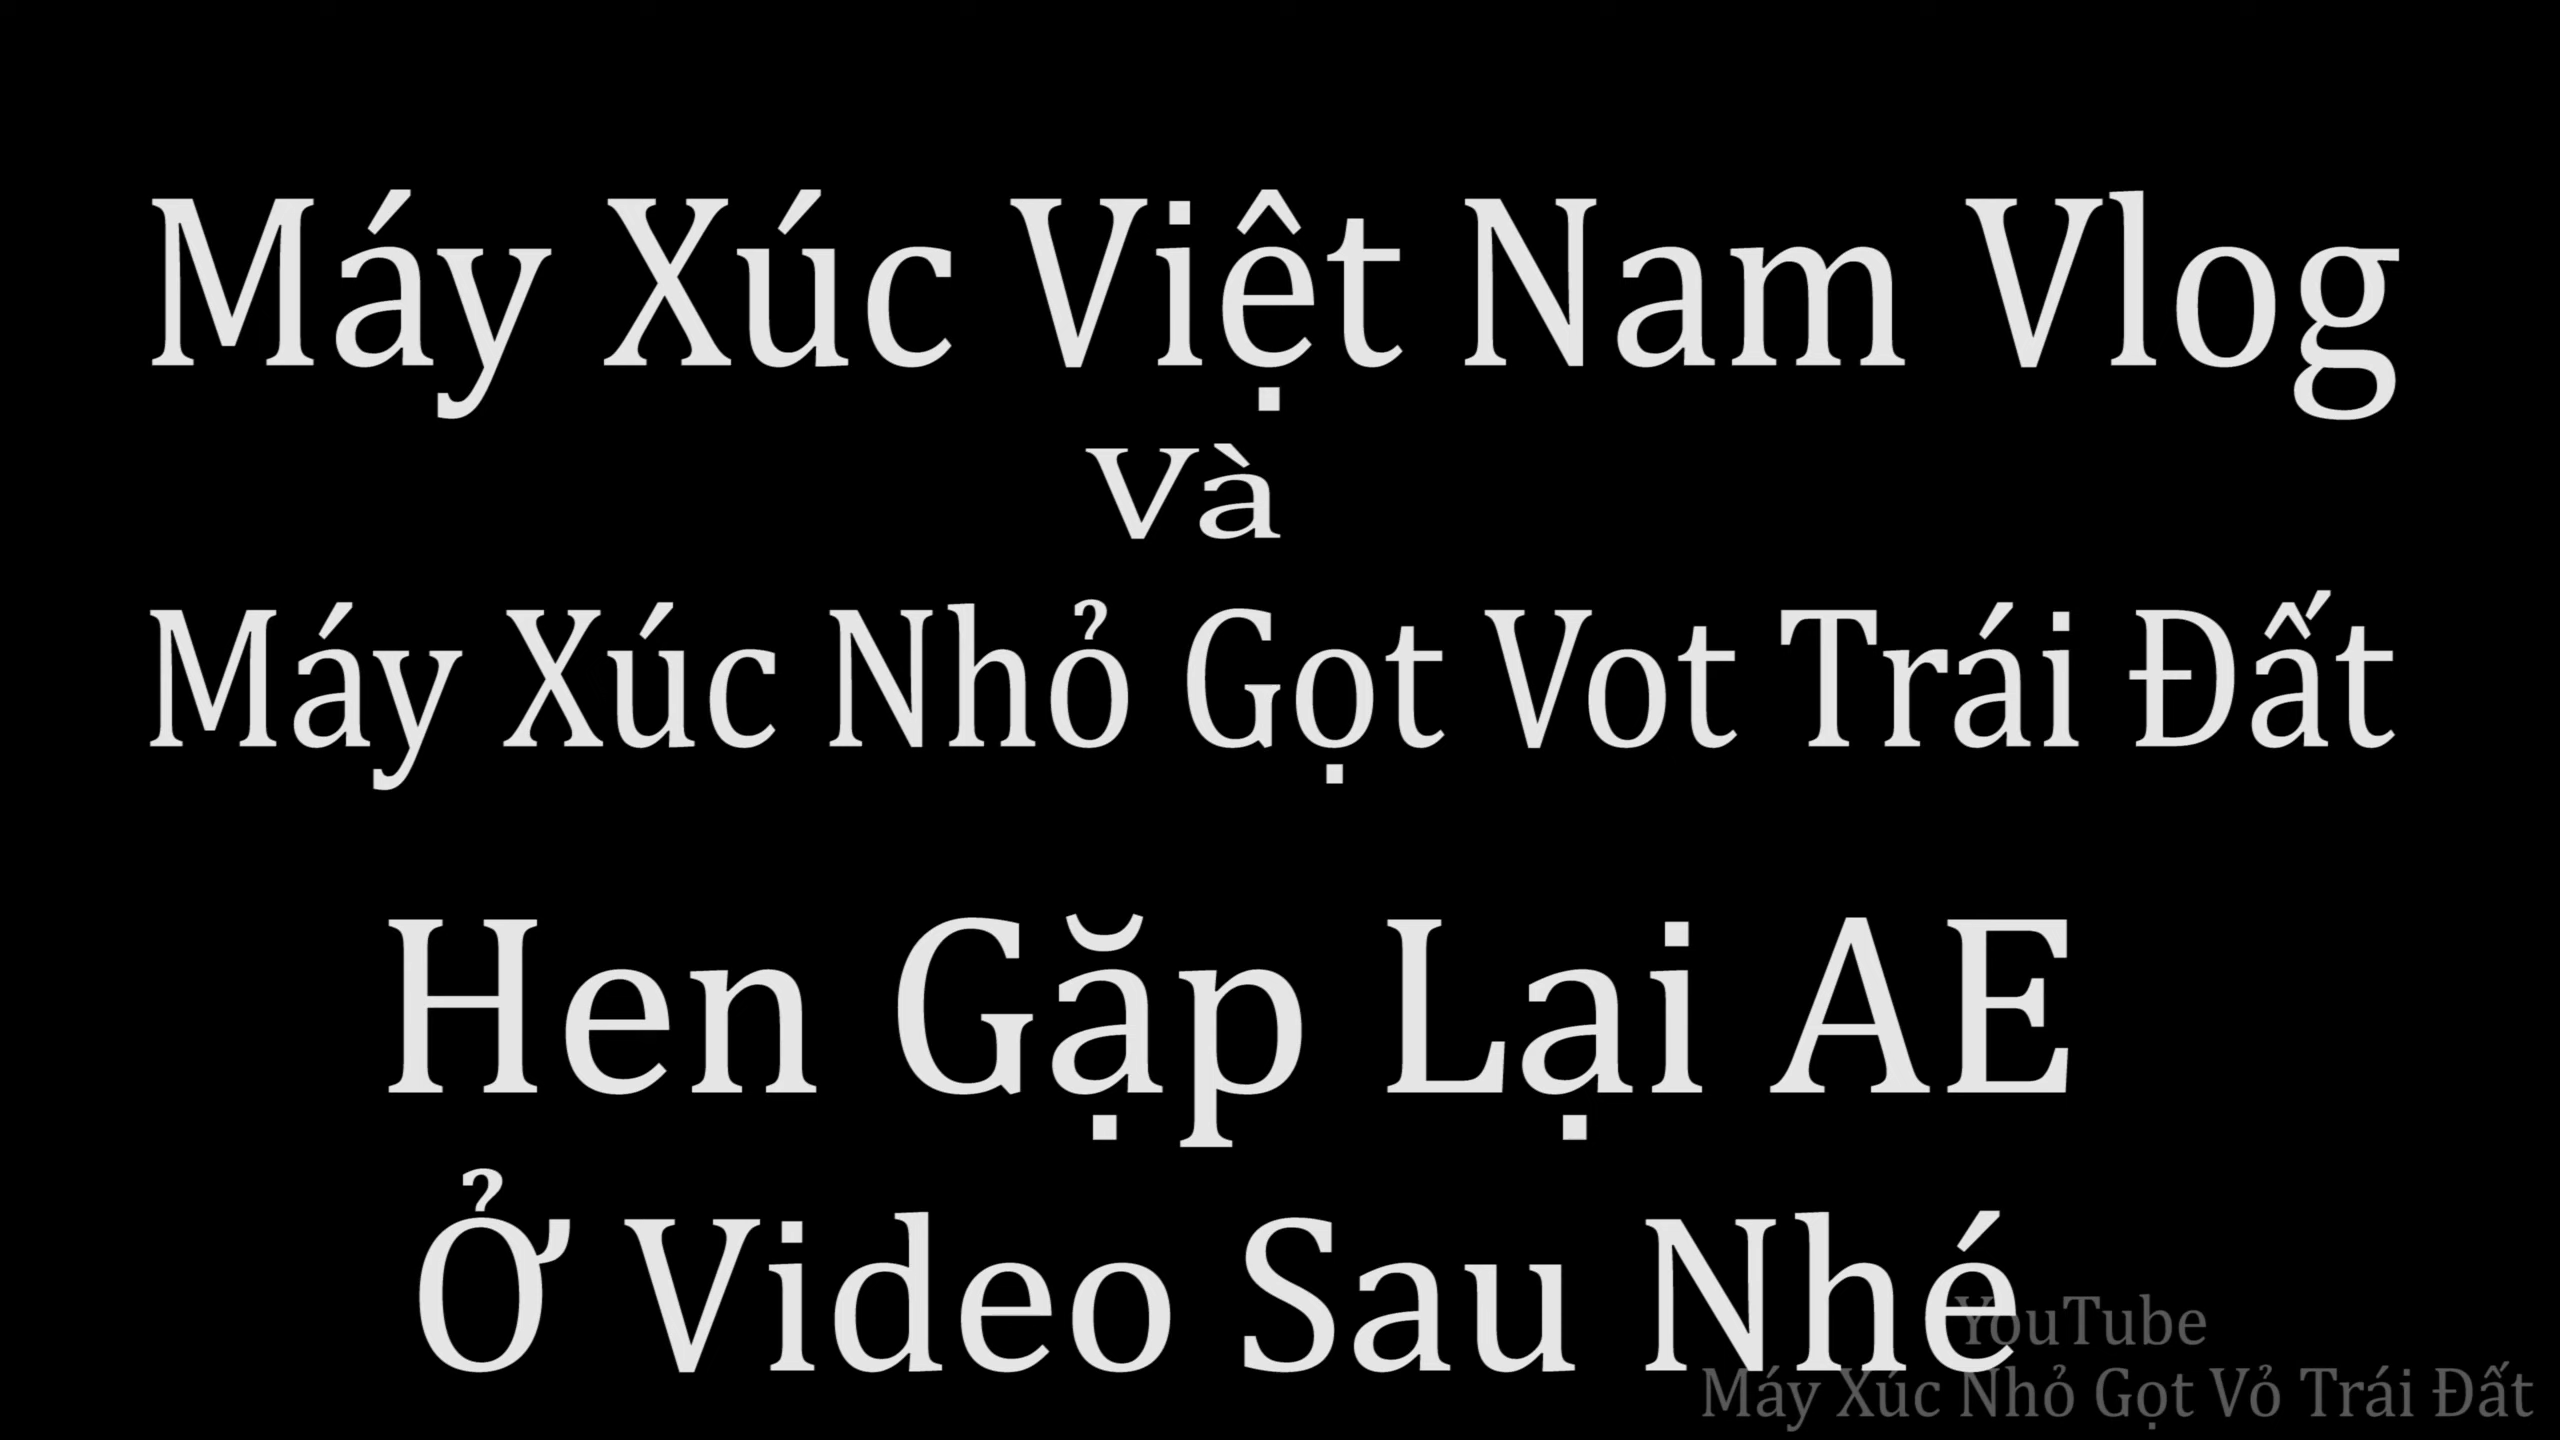 Máy Xúc Việt Nam Vlog
Và
Máy Xúc Nhỏ Gọt Vot Trái Đất
Hen Gặp Lại AE
Ở Video Sau Nhé
YouTube
Máy Xúc Nhỏ Gọt Vỏ Trái Đất